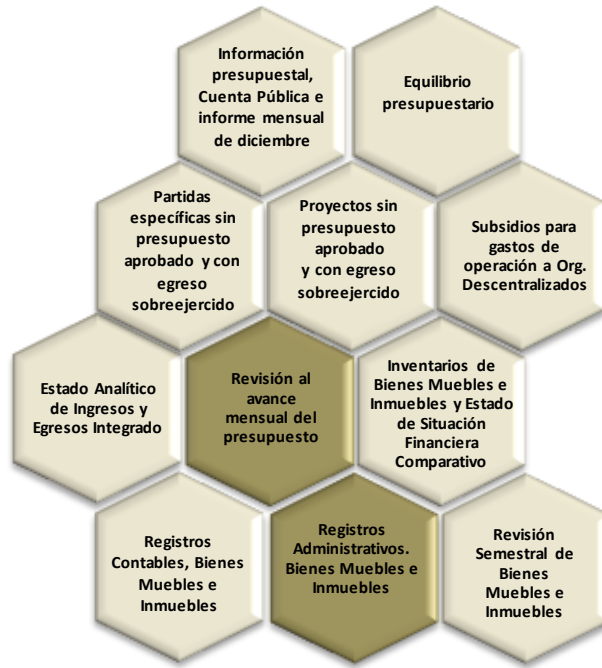 Información
presupuestal,
Cuenta Pública e
informe mensual
de diciembre
Equilibrio
presupuestario
Partidas
específicas sin
presupuesto
aprobado y con
egreso
sobreejercido
Proyectos sin
presupuesto
aprobado
y con egreso
sobreejercido
Subsidios para
gastos de
operación a Org.
Descentralizados
Estado Analítico
de Ingresos y
Egresos Integrado
Revisión al
avance
mensual del
presupuesto
Inventarios de
Bienes Muebles e
Inmuebles y Estado
de Situación
Financiera
Comparativo
Registros
Contables, Bienes
Muebles e
Inmuebles
Registros
Administrativos.
Bienes Muebles e
Inmuebles
Revisión
Semestral de
Bienes
Muebles e
Inmuebles